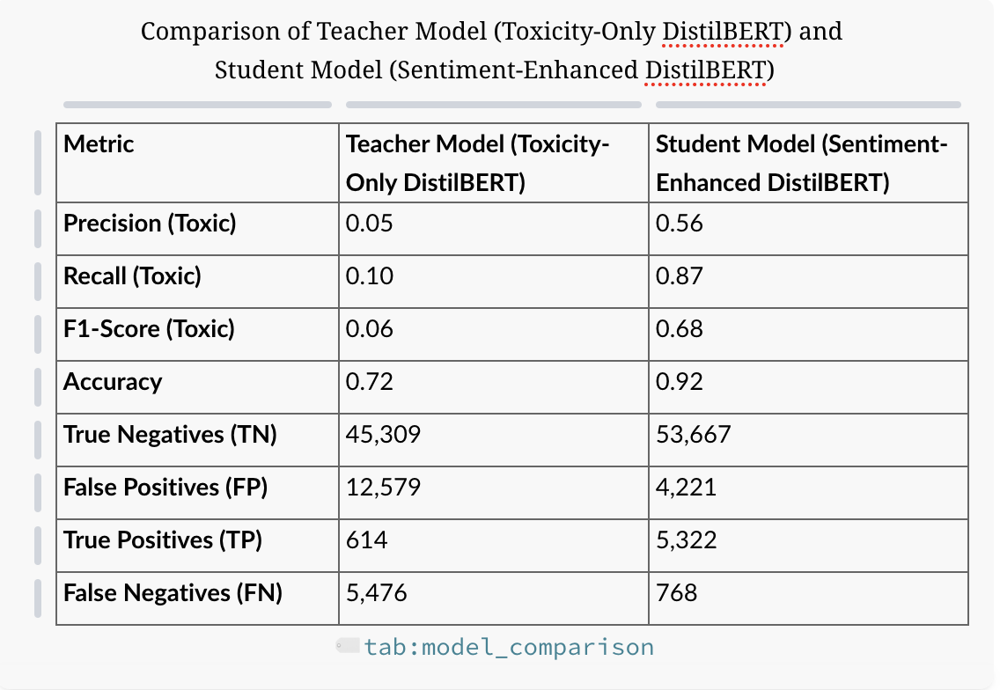 Comparison of Teacher Model (Toxicity-Only DistilBERT) and
Student Model (Sentiment-Enhanced DistilBERT)
Metric
Teacher Model (Toxicity-
Only DistilBERT)
Student Model (Sentiment-
Enhanced DistilBERT)
Precision (Toxic) 0.05 0.56
Recall (Toxic) 0.10 0.87
F1-Score (Toxic) 0.06 0.68
Accuracy 0.72 0.92
True Negatives (TN) 45,309 53,667
False Positives (FP) 12,579 4,221
True Positives (TP) 614 5,322
False Negatives (FN) 5,476 768
tab:model_comparison